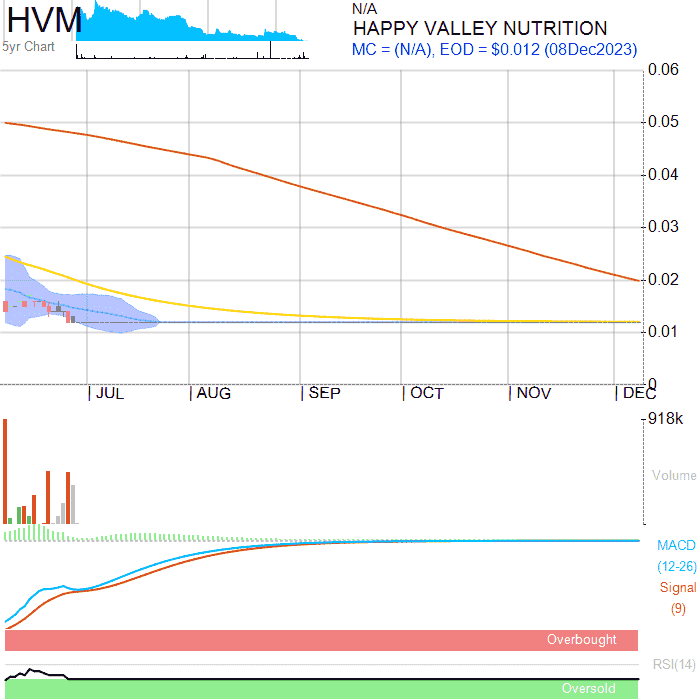 HVM
5yr Chart
N/A
HAPPY VALLEY NUTRITION
MC = (N/A), EOD = $0.012 (08Dec2023)
0.06
0.05
0.04
0.03
0.02
0.01
0
JUL AUG SEP OCT NOV DEC
918k
Volume
MACD
(12-26)
Signal
(9)
Overbought
RSI(14)
Oversold